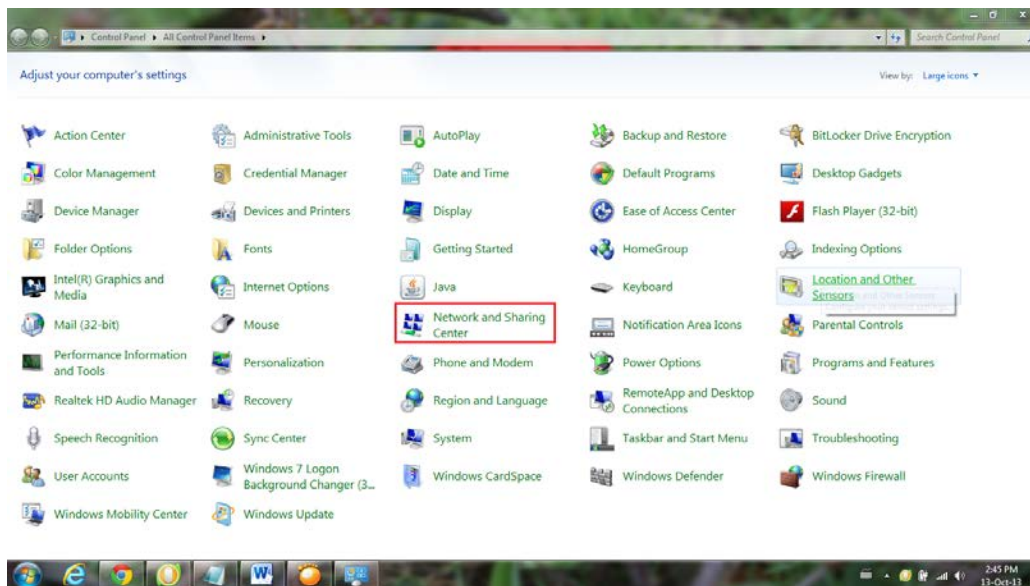 Control Panel ▸ All Control Panel Items ▸
Search Control Panel
Adjust your computer's settings
View by: Large icons
Action Center
Administrative Tools
AutoPlay
Backup and Restore
BitLocker Drive Encryption
Color Management
Credential Manager
Date and Time
Default Programs
Desktop Gadgets
Device Manager
Devices and Printers
Display
Ease of Access Center
Flash Player (32-bit)
Folder Options
Fonts
Getting Started
HomeGroup
Indexing Options
Intel(R) Graphics and
Media
Internet Options
Java
Keyboard
Location and Other
Sensors
Mail (32-bit)
Mouse
Network and Sharing
Center
Notification Area Icons
Parental Controls
Performance Information
and Tools
Personalization
Phone and Modem
Power Options
Programs and Features
Realtek HD Audio Manager
Recovery
Region and Language
RemoteApp and Desktop
Connections
Sound
Speech Recognition
Sync Center
System
Taskbar and Start Menu
Troubleshooting
User Accounts
Windows 7 Logon
Background Changer (3...
Windows CardSpace
Windows Defender
Windows Firewall
Windows Mobility Center
Windows Update
2:45 PM